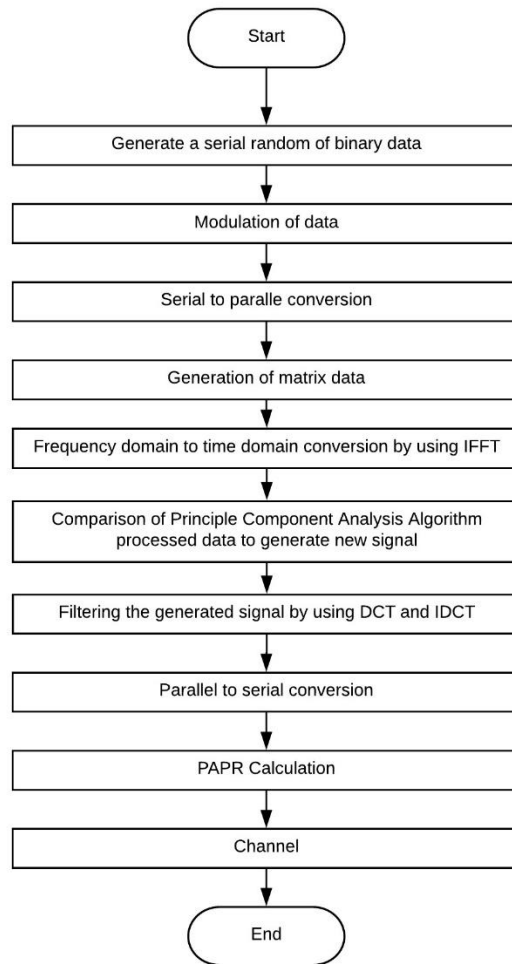 Start
Generate a serial random of binary data
Modulation of data
Serial to paralle conversion
Generation of matrix data
Frequency domain to time domain conversion by using IFFT
Comparison of Principle Component Analysis Algorithm
processed data to generate new signal
Filtering the generated signal by using DCT and IDCT
Parallel to serial conversion
PAPR Calculation
Channel
End